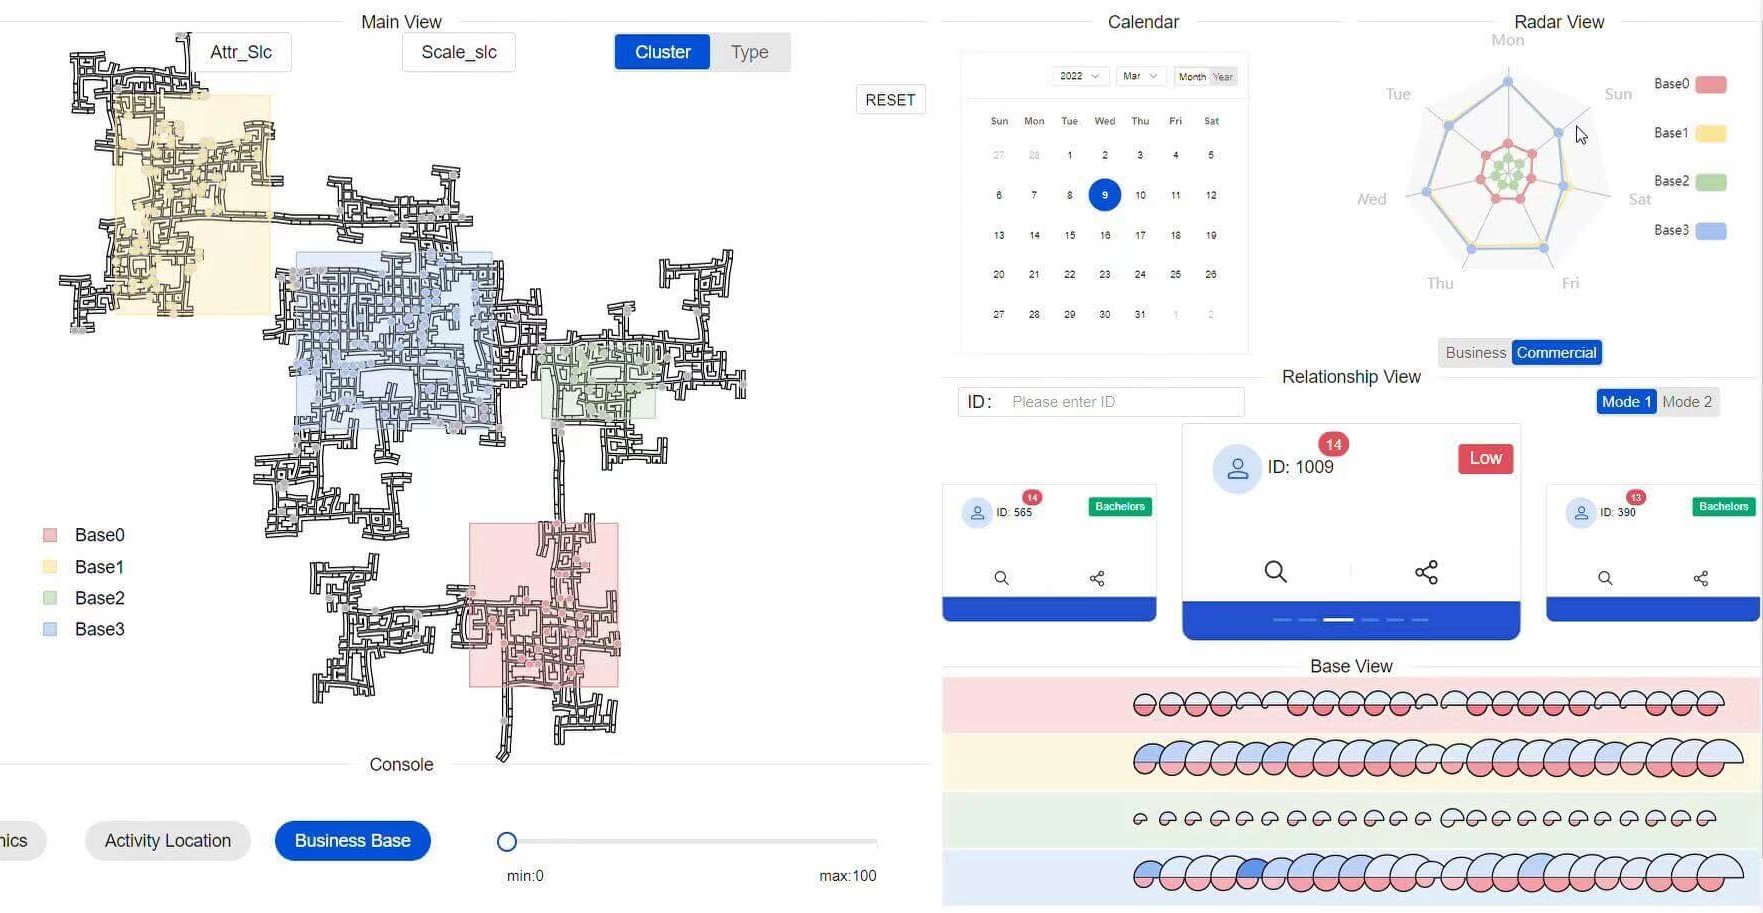 Main View
Attr_Slc
Scale_slc
Cluster
Type
RESET
Base0
Base1
Base2
Base3
Console
nics
Activity Location
Business Base
min:0
max:100
Calendar
2022
Mar
Month
Year
Sun Mon Tue Wed Thu Fri Sat
27 28 1 2 3 4 5
6 7 8 9 10 11 12
13 14 15 16 17 18 19
20 21 22 23 24 25 26
27 28 29 30 31 1 2
Radar View
Mon
Tue
Sun
Wed
Sat
Thu
Fri
Base0
Base1
Base2
Base3
Business
Commercial
Relationship View
ID: Please enter ID
Mode 1
Mode 2
14
ID: 565
Bachelors
14
ID: 1009
Low
13
ID: 390
Bachelors
Base View